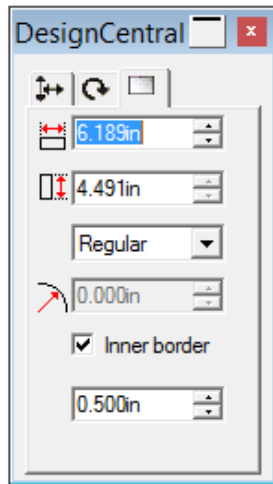 DesignCentral
6.189in
4.491in
Regular
0.000in
Inner border
0.500in